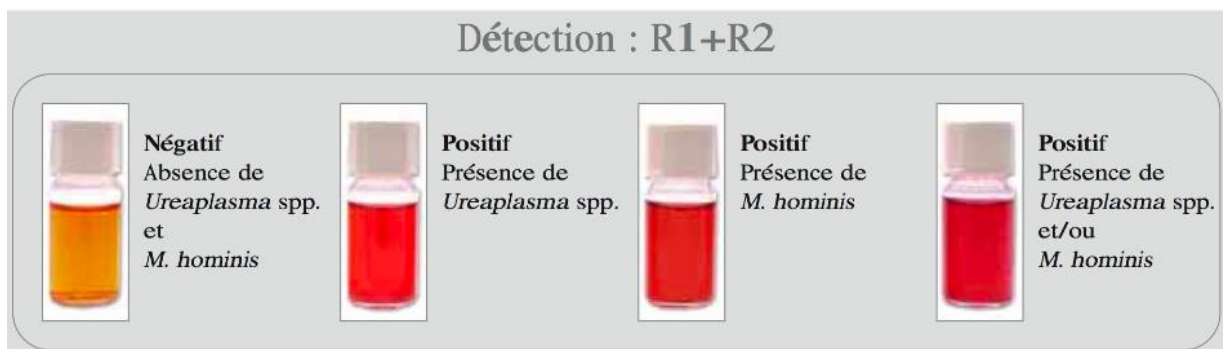 Détection : R1+R2
Négatif
Absence de
Ureaplasma spp.
et
M. hominis
Positif
Présence de
Ureaplasma spp.
Positif
Présence de
M. hominis
Positif
Présence de
Ureaplasma spp.
et/ou
M. hominis